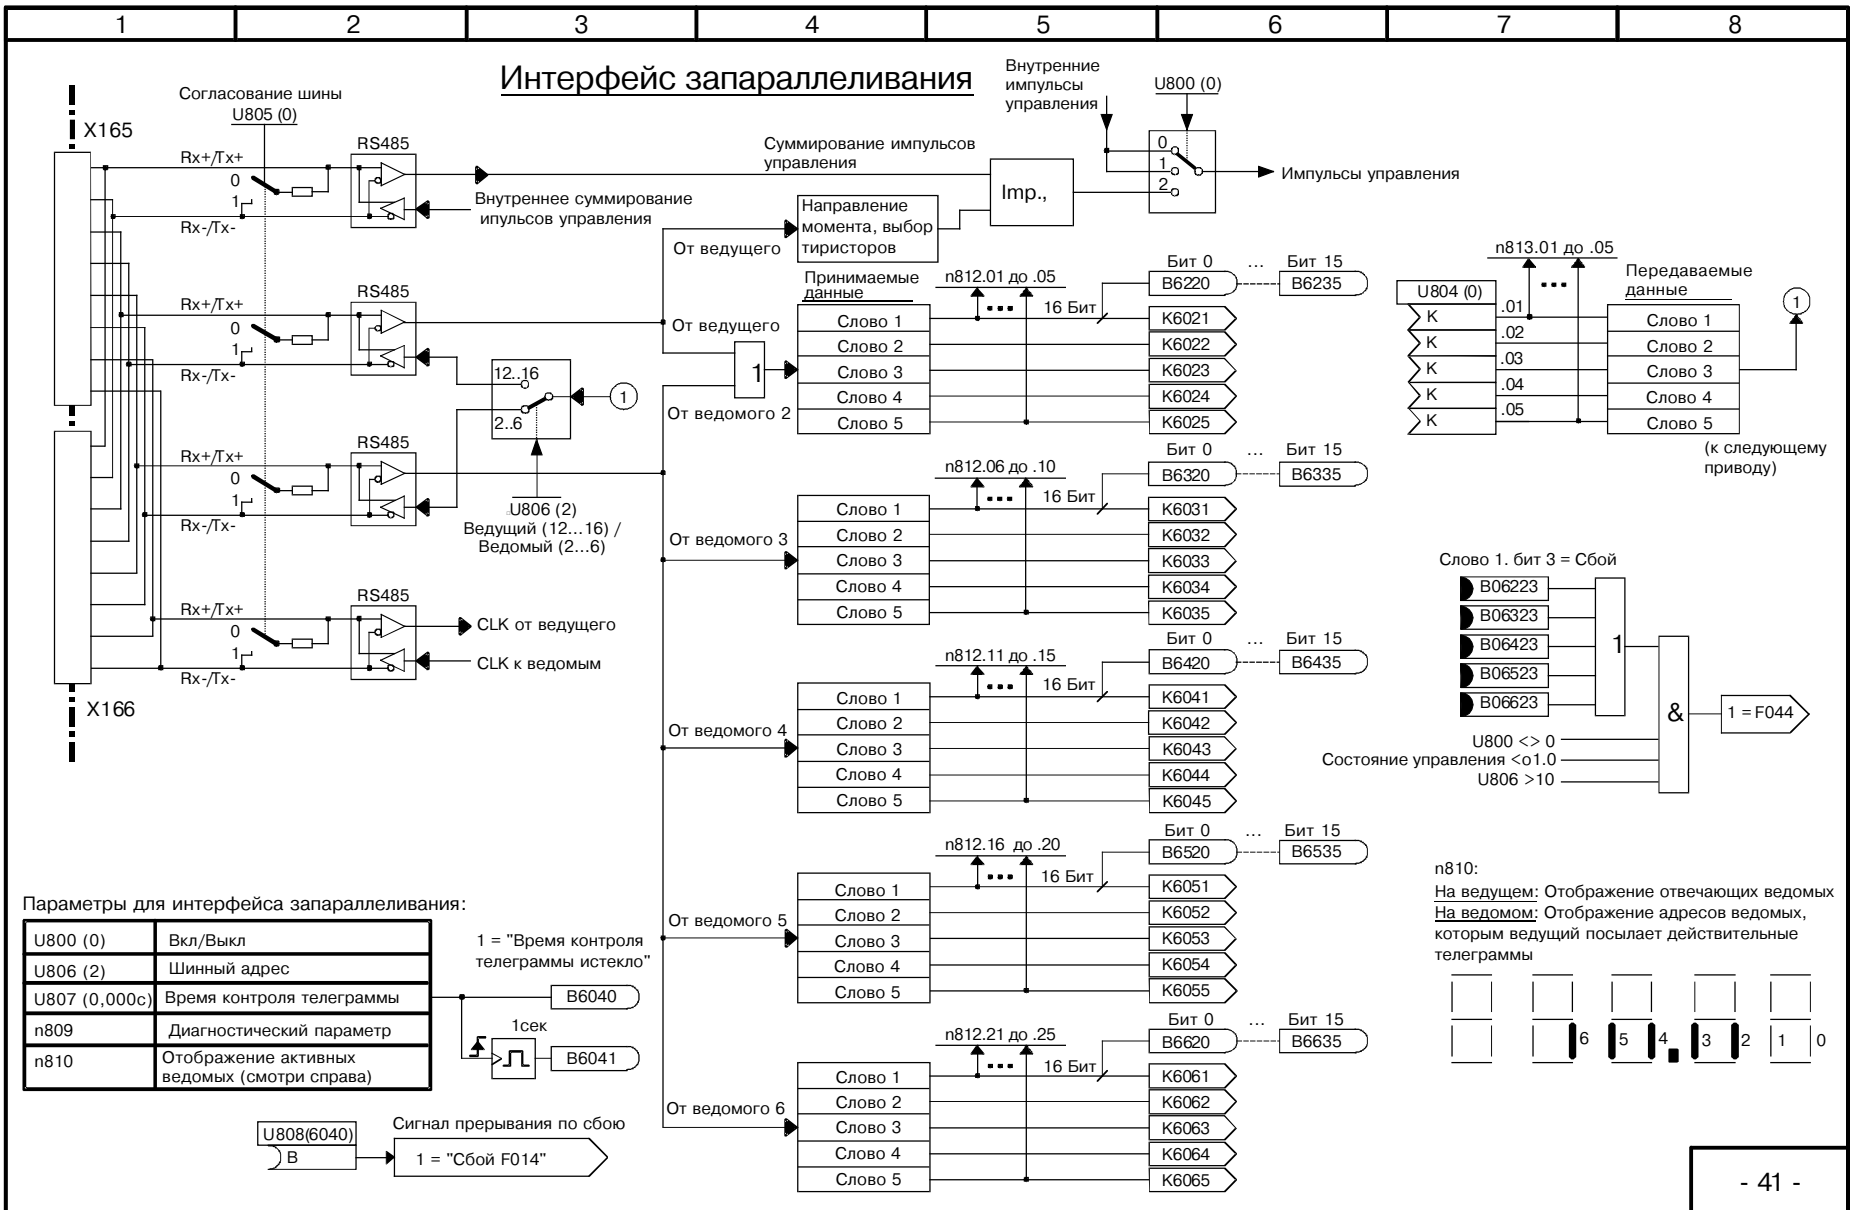 1 2 3 4 5 6 7 8
Интерфейс запараллеливания
Согласование шины
U805 (0)
X165
Rx+/Tx+
0
1
Rx-/Tx-
RS485
Внутреннее суммирование
ипульсов управления
Суммирование импульсов
управления
Внутренние
импульсы
управления
U800 (0)
0
1
2
Imp.,
Импульсы управления
Направление
момента, выбор
тиристоров
От ведущего
Rx+/Tx+
0
1
Rx-/Tx-
RS485
12..16
2..6
1
U806 (2)
Ведущий (12...16) /
Ведомый (2...6)
Rx+/Tx+
0
1
Rx-/Tx-
RS485
Rx+/Tx+
0
1
Rx-/Tx-
RS485
CLK от ведущего
CLK к ведомым
X166
От ведущего
1
От ведомого 2
Принимаемые
данные
Слово 1
Слово 2
Слово 3
Слово 4
Слово 5
n812.01 до .05
16 Бит
Бит 0 ... Бит 15
B6220 B6235
K6021
K6022
K6023
K6024
K6025
От ведомого 3
Слово 1
Слово 2
Слово 3
Слово 4
Слово 5
n812.06 до .10
16 Бит
Бит 0 ... Бит 15
B6320 B6335
K6031
K6032
K6033
K6034
K6035
От ведомого 4
Слово 1
Слово 2
Слово 3
Слово 4
Слово 5
n812.11 до .15
16 Бит
Бит 0 ... Бит 15
B6420 B6435
K6041
K6042
K6043
K6044
K6045
От ведомого 5
Слово 1
Слово 2
Слово 3
Слово 4
Слово 5
n812.16 до .20
16 Бит
Бит 0 ... Бит 15
B6520 B6535
K6051
K6052
K6053
K6054
K6055
От ведомого 6
Слово 1
Слово 2
Слово 3
Слово 4
Слово 5
n812.21 до .25
16 Бит
Бит 0 ... Бит 15
B6620 B6635
K6061
K6062
K6063
K6064
K6065
n813.01 до .05
U804 (0)
K .01
K .02
K .03
K .04
K .05
Передаваемые
данные
Слово 1
Слово 2
Слово 3
Слово 4
Слово 5
1
(к следующему
приводу)
Слово 1. бит 3 = Сбой
B06223
B06323
B06423
B06523
B06623
1
&
1 = F044
U800 <> 0
Состояние управления <o1.0
U806 >10
n810:
На ведущем: Отображение отвечающих ведомых
На ведомом: Отображение адресов ведомых,
которым ведущий посылает действительные
телеграммы
6 5 4 3 2 1 0
Параметры для интерфейса запараллеливания:
U800 (0) Вкл/Выкл
U806 (2) Шинный адрес
U807 (0,000с) Время контроля телеграммы
n809 Диагностический параметр
n810 Отображение активных
ведомых (смотри справа)
1 = "Время контроля
телеграммы истекло"
B6040
1сек
B6041
U808(6040)
B
Сигнал прерывания по сбою
1 = "Сбой F014"
- 41 -